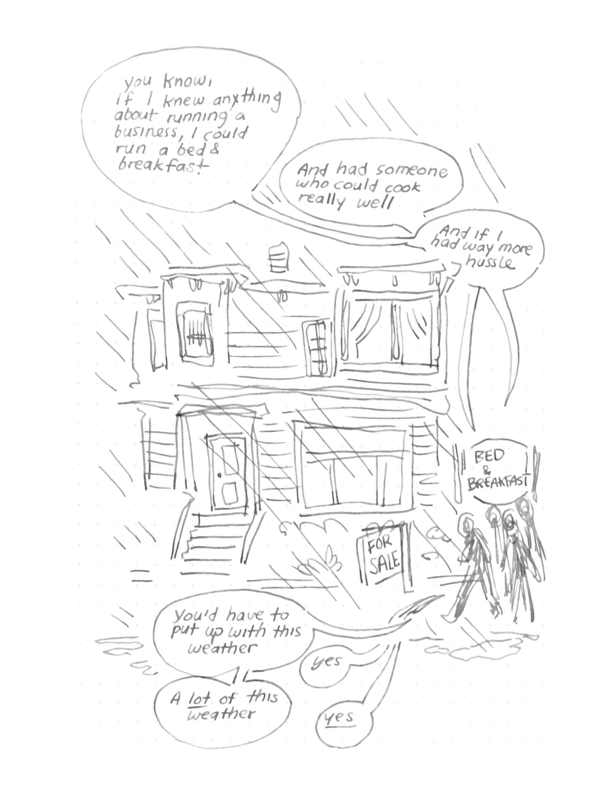 you know,
if I knew anything
about running a
business, I could
run a bed &
breakfast
And had someone
who could cook
really well
And if I
had way more
hussle
BED
&
BREAKFAST
FOR
SALE
You'd have to
put up with this
weather
yes
A lot of this
weather
yes